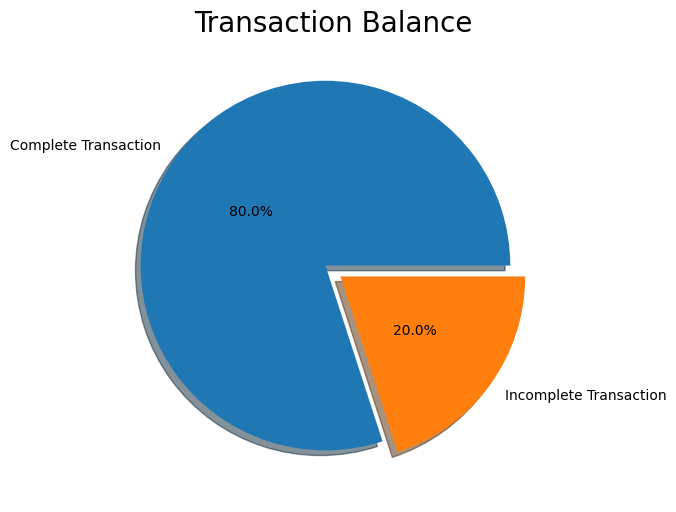 Transaction Balance
Complete Transaction
80.0%
20.0%
Incomplete Transaction